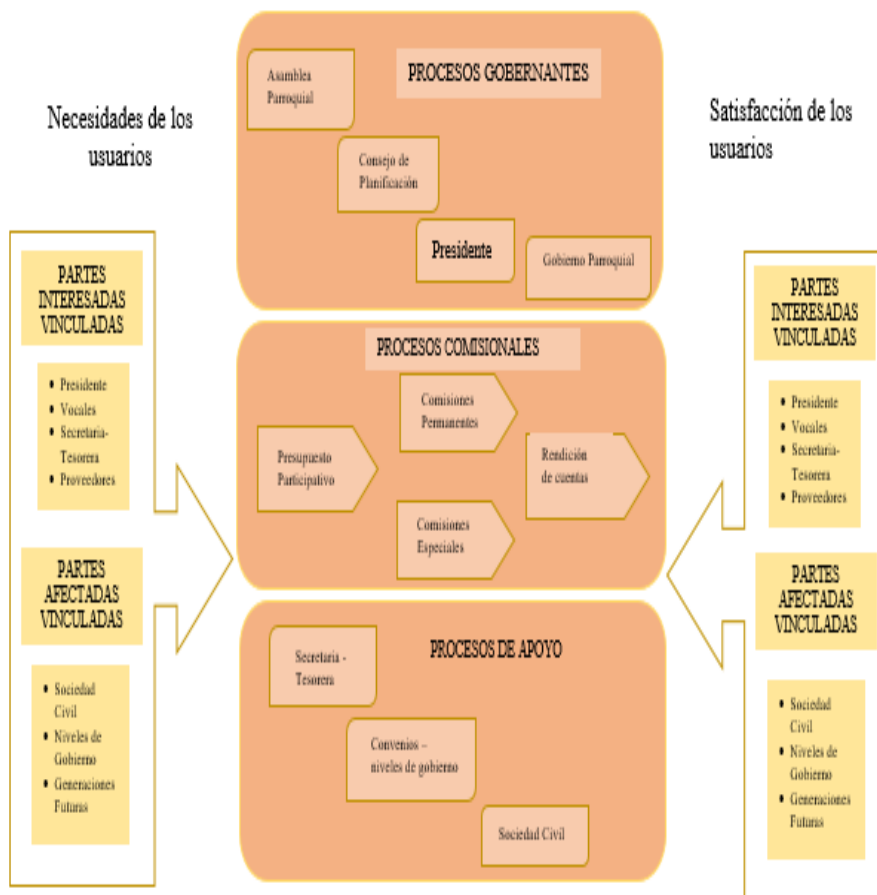 Necesidades de los
usuarios
PARTES
INTERESADAS
VINCULADAS
• Presidente
• Vocales
• Secretaria-
Tesorera
• Proveedores
PARTES
AFECTADAS
VINCULADAS
• Sociedad
Civil
• Niveles de
Gobierno
• Generaciones
Futuras
PROCESOS GOBERNANTES
Asamblea
Parroquial
Consejo de
Planificación
Presidente
Gobierno Parroquial
PROCESOS COMISIONALES
Presupuesto
Participativo
Comisiones
Permanentes
Comisiones
Especiales
Rendición
de cuentas
PROCESOS DE APOYO
Secretaria -
Tesorera
Convenios –
niveles de gobierno
Sociedad Civil
Satisfacción de los
usuarios
PARTES
INTERESADAS
VINCULADAS
• Presidente
• Vocales
• Secretaria-
Tesorera
• Proveedores
PARTES
AFECTADAS
VINCULADAS
• Sociedad
Civil
• Niveles de
Gobierno
• Generaciones
Futuras